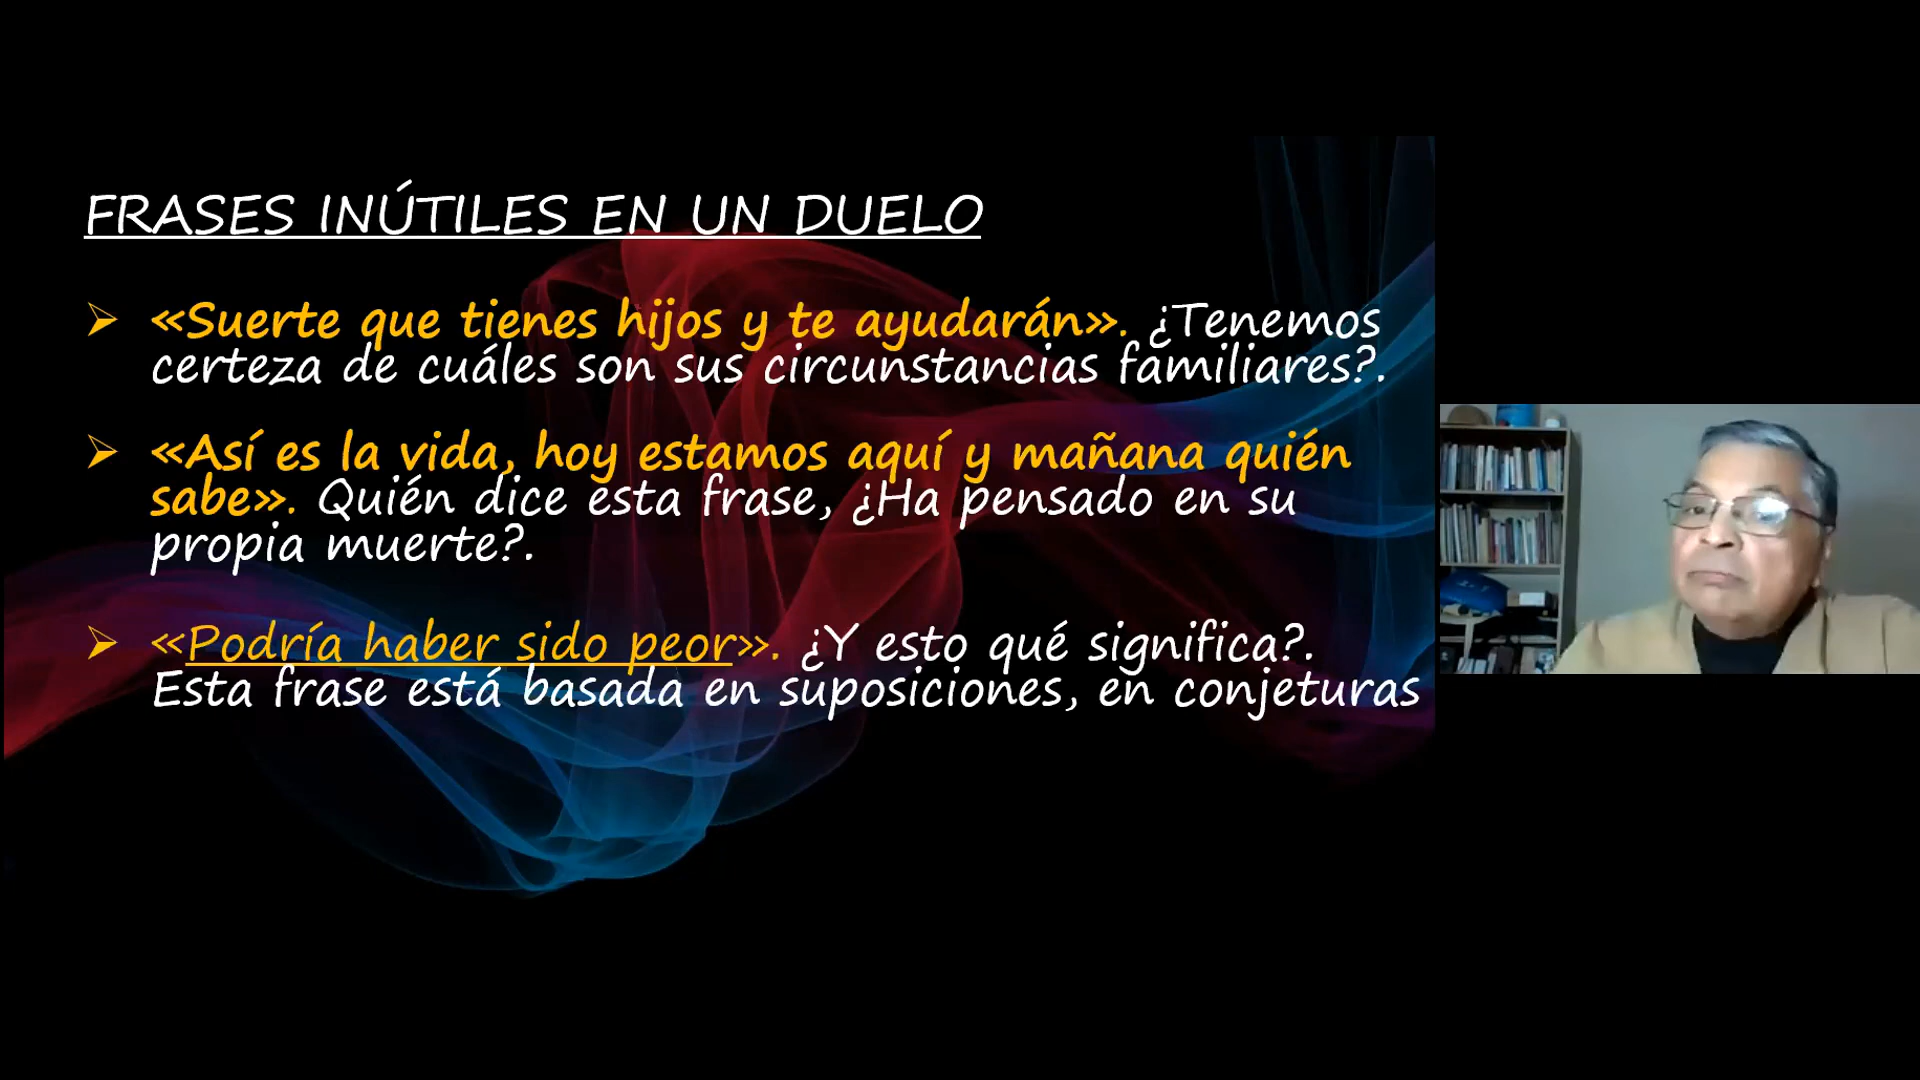 FRASES INÚTILES EN UN DUELO
➢ «Suerte que tienes hijos y te ayudarán». ¿Tenemos
certeza de cuáles son sus circunstancias familiares?.
➢ «Así es la vida, hoy estamos aquí y mañana quién
sabe». Quién dice esta frase, ¿Ha pensado en su
propia muerte?.
➢ «Podría haber sido peor». ¿Y esto qué significa?.
Esta frase está basada en suposiciones, en conjeturas